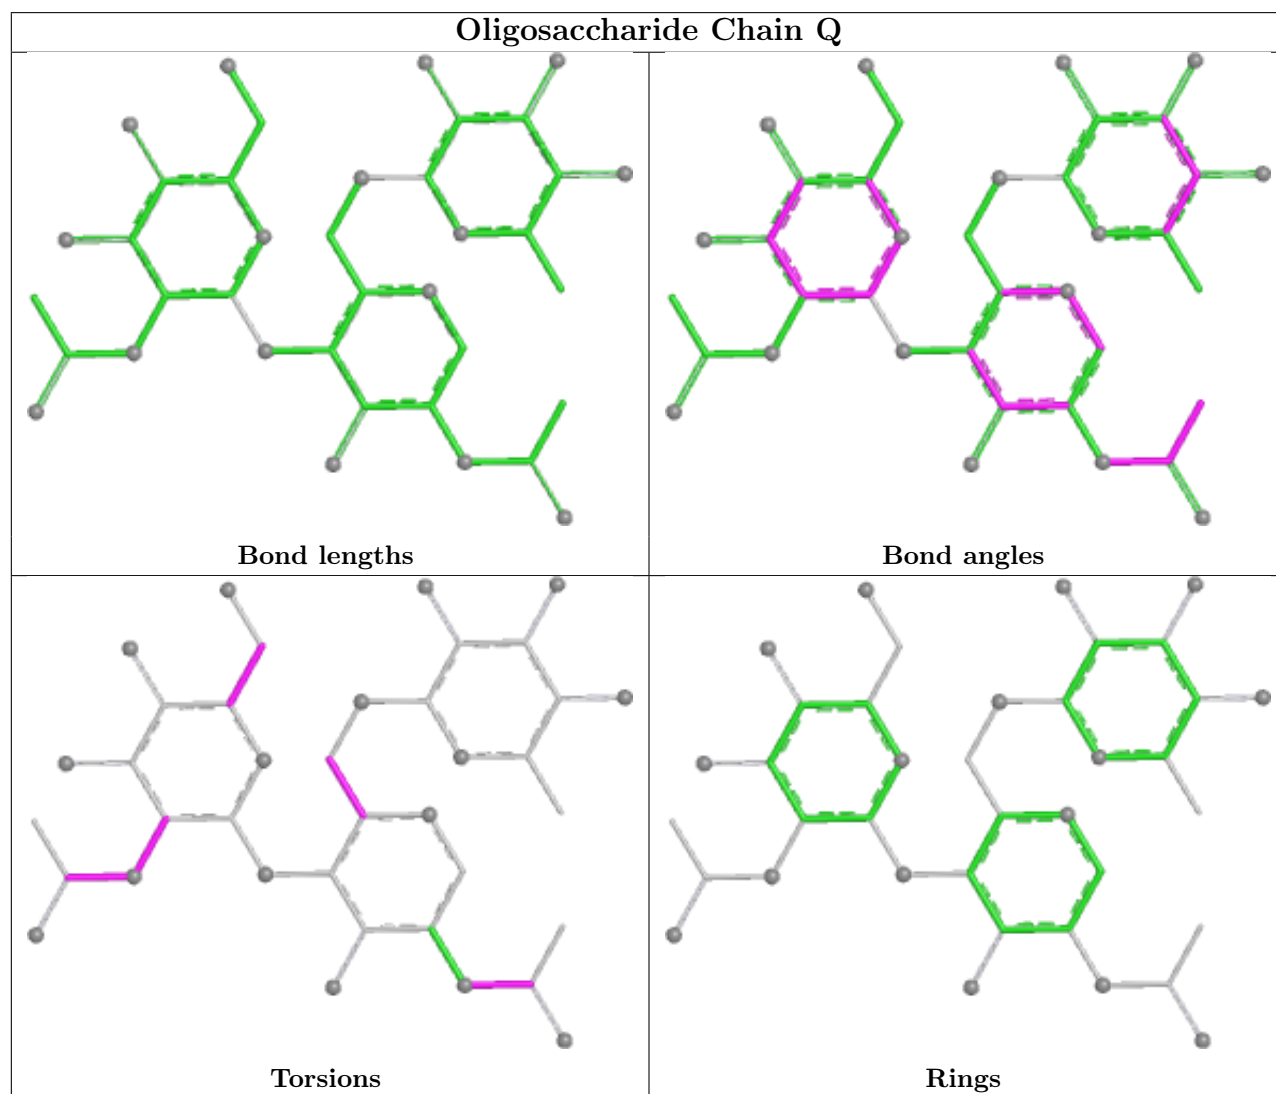 Oligosaccharide Chain Q
Bond lengths
Bond angles
Torsions
Rings